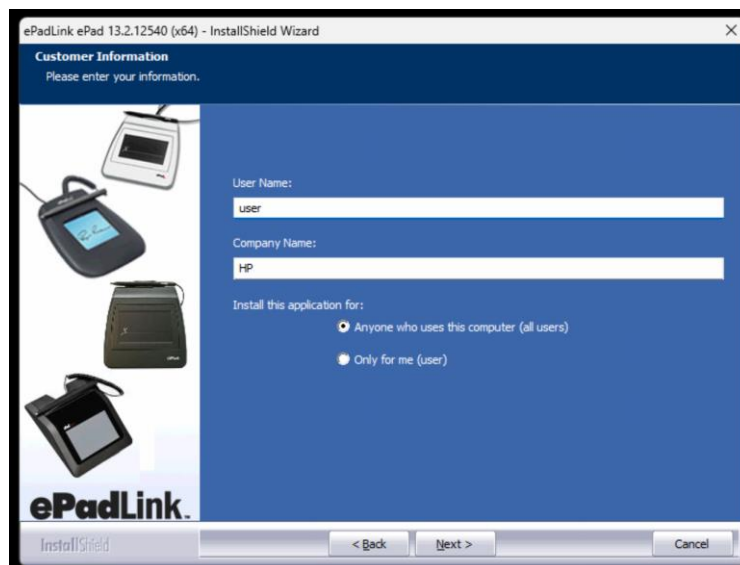 ePadLink ePad 13.2.12540 (x64) - InstallShield Wizard
Customer Information
Please enter your information.
User Name:
user
Company Name:
HP
Install this application for:
Anyone who uses this computer (all users)
Only for me (user)
ePadLink
InstallShield
< Back
Next >
Cancel